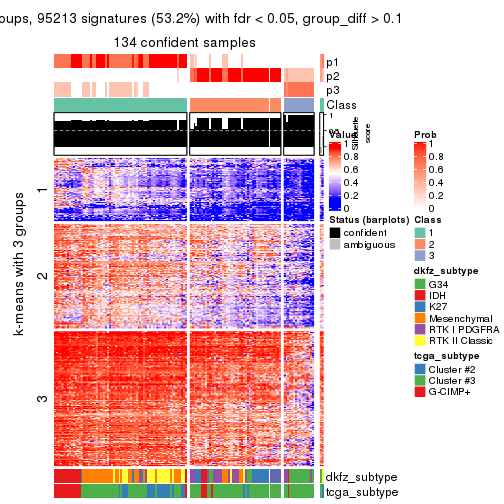 oups, 95213 signatures (53.2%) with fdr < 0.05, group_diff > 0.1
134 confident samples
p1
p2
p3
Class
1
0
Silhouette
score
k-means with 3 groups
1
2
3
Value
1
0.8
0.6
0.4
0.2
0
Status (barplots)
confident
ambiguous
Prob
1
0.8
0.6
0.4
0.2
0
Class
1
2
3
dkfz_subtype
G34
IDH
K27
Mesenchymal
RTK I PDGFRA
RTK II Classic
tcga_subtype
Cluster #2
Cluster #3
G-CIMP+
dkfz_subtype
tcga_subtype